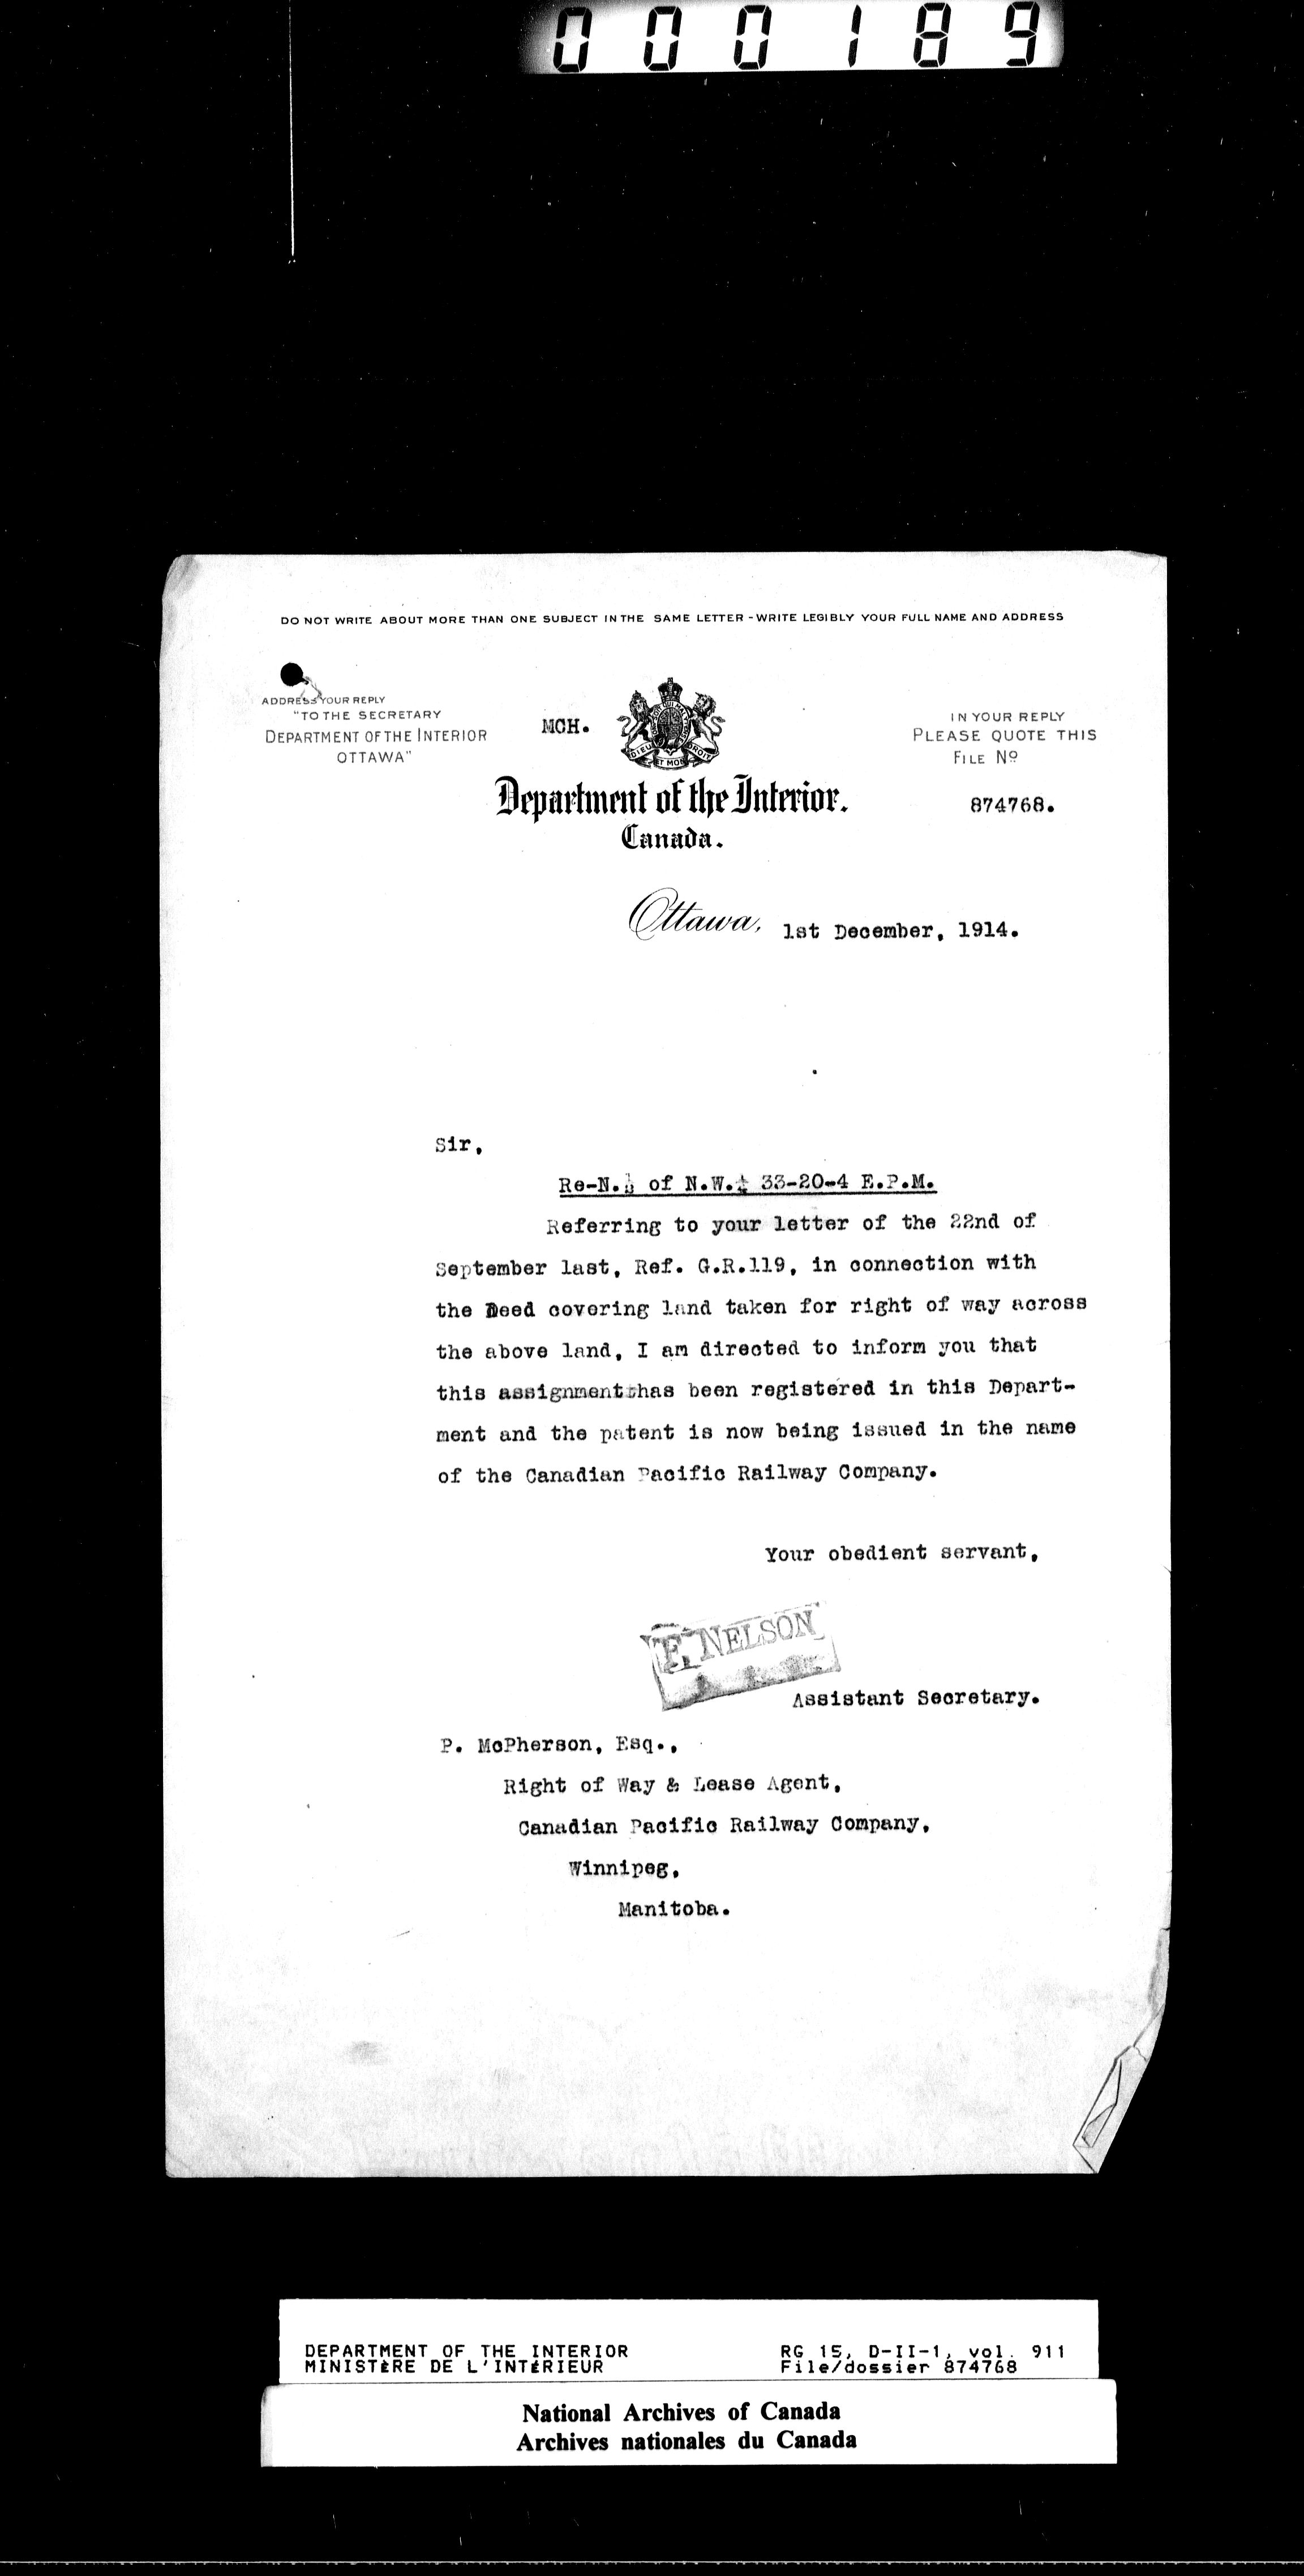 000189
DO NOT WRITE ABOUT MORE THAN ONE SUBJECT IN THE SAME LETTER - WRITE LEGIBLY YOUR FULL NAME AND ADDRESS
ADDRESS YOUR REPLY
"TO THE SECRETARY
DEPARTMENT OF THE INTERIOR
OTTAWA"
MCH.
DIEU ET MON DROIT
IN YOUR REPLY
PLEASE QUOTE THIS
FILE No
874768.
Department of the Interior.
Canada.
Ottawa, 1st December, 1914.
Sir,
Re-N.½ of N.W.¼ 33-20-4 E.P.M.
Referring to your letter of the 22nd of
September last, Ref. G.R.119, in connection with
the Deed covering land taken for right of way across
the above land, I am directed to inform you that
this assignment has been registered in this Depart-
ment and the patent is now being issued in the name
of the Canadian Pacific Railway Company.
Your obedient servant,
F. NELSON
Assistant Secretary.
P. McPherson, Esq.,
Right of Way & Lease Agent,
Canadian Pacific Railway Company,
Winnipeg,
Manitoba.
DEPARTMENT OF THE INTERIOR
MINISTÈRE DE L'INTÉRIEUR
RG 15, D-II-1, vol. 911
File/dossier 874768
National Archives of Canada
Archives nationales du Canada